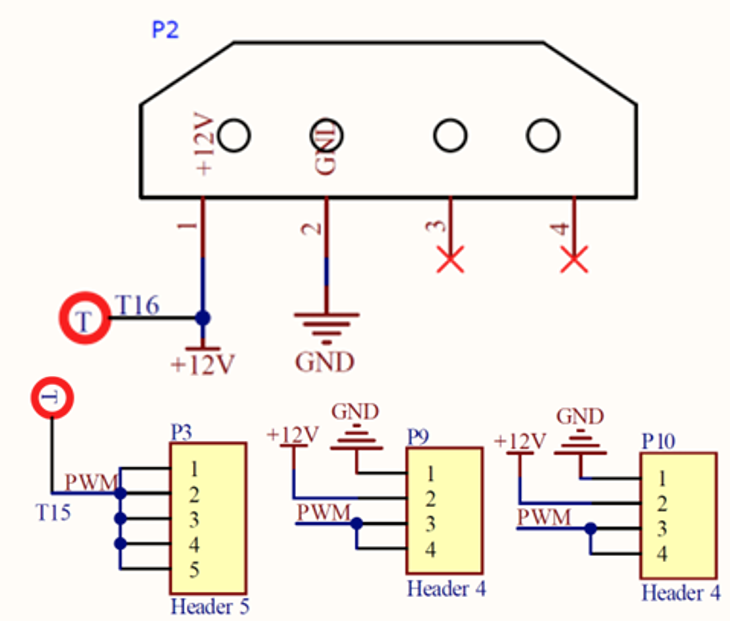 P2
+12V
GND
1
2
3
4
T
T16
+12V
GND
T
PWM
T15
P3
1
2
3
4
5
Header 5
GND
+12V
P9
PWM
1
2
3
4
Header 4
GND
+12V
P10
PWM
1
2
3
4
Header 4